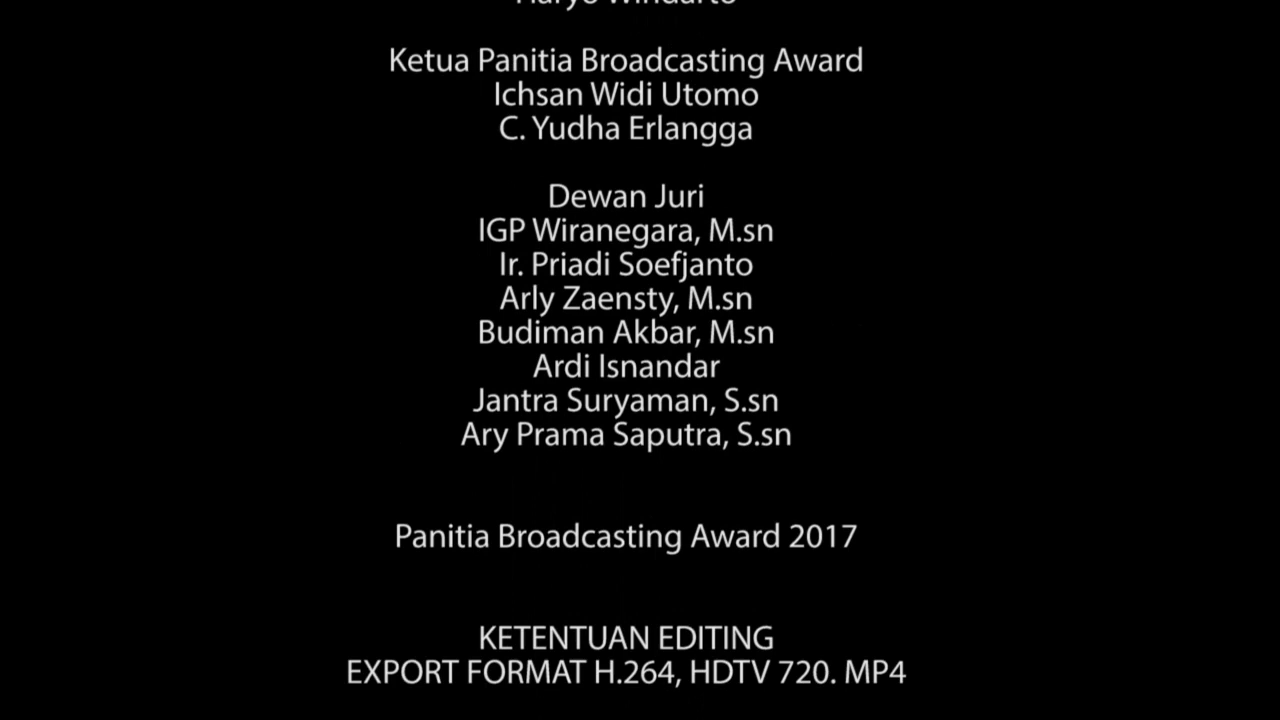 Ketua Panitia Broadcasting Award
Ichsan Widi Utomo
C. Yudha Erlangga
Dewan Juri
IGP Wiranegara, M.sn
Ir. Priadi Soefjanto
Arly Zaensty, M.sn
Budiman Akbar, M.sn
Ardi Isnandar
Jantra Suryaman, S.sn
Ary Prama Saputra, S.sn
Panitia Broadcasting Award 2017
KETENTUAN EDITING
EXPORT FORMAT H.264, HDTV 720. MP4